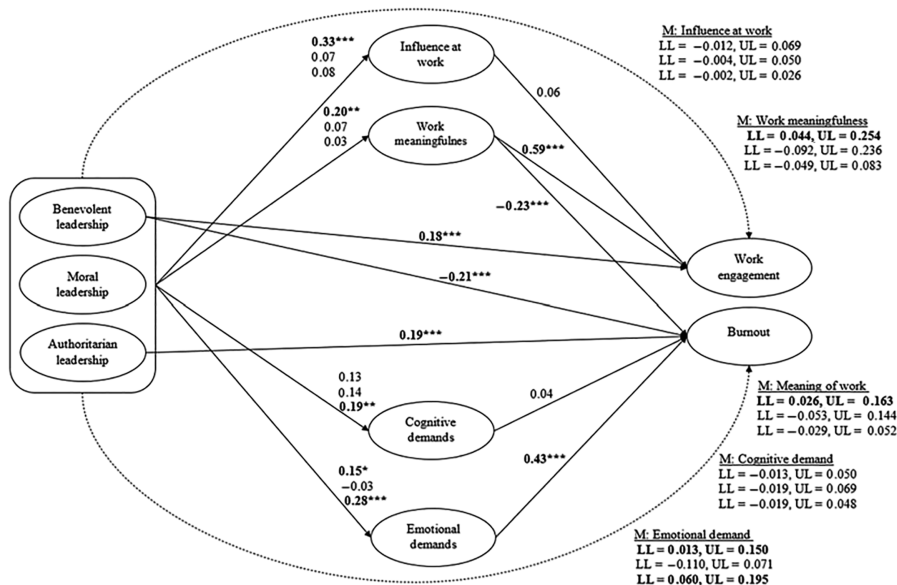 M: Influence at work
LL = −0.012, UL = 0.069
LL = −0.004, UL = 0.050
LL = −0.002, UL = 0.026
0.33***
0.07
0.08
Influence at
work
0.06
0.20**
0.07
0.03
Work
meaningfulnes
0.59***
−0.23***
M: Work meaningfulness
LL = 0.044, UL = 0.254
LL = −0.092, UL = 0.236
LL = −0.049, UL = 0.083
Benevolent
leadership
Moral
leadership
Authoritarian
leadership
0.18***
−0.21***
0.19***
Work
engagement
Burnout
M: Meaning of work
LL = 0.026, UL = 0.163
LL = −0.053, UL = 0.144
LL = −0.029, UL = 0.052
0.13
0.14
0.19**
Cognitive
demands
0.04
M: Cognitive demand
LL = −0.013, UL = 0.050
LL = −0.019, UL = 0.069
LL = −0.019, UL = 0.048
0.15*
−0.03
0.28***
Emotional
demands
0.43***
M: Emotional demand
LL = 0.013, UL = 0.150
LL = −0.110, UL = 0.071
LL = 0.060, UL = 0.195